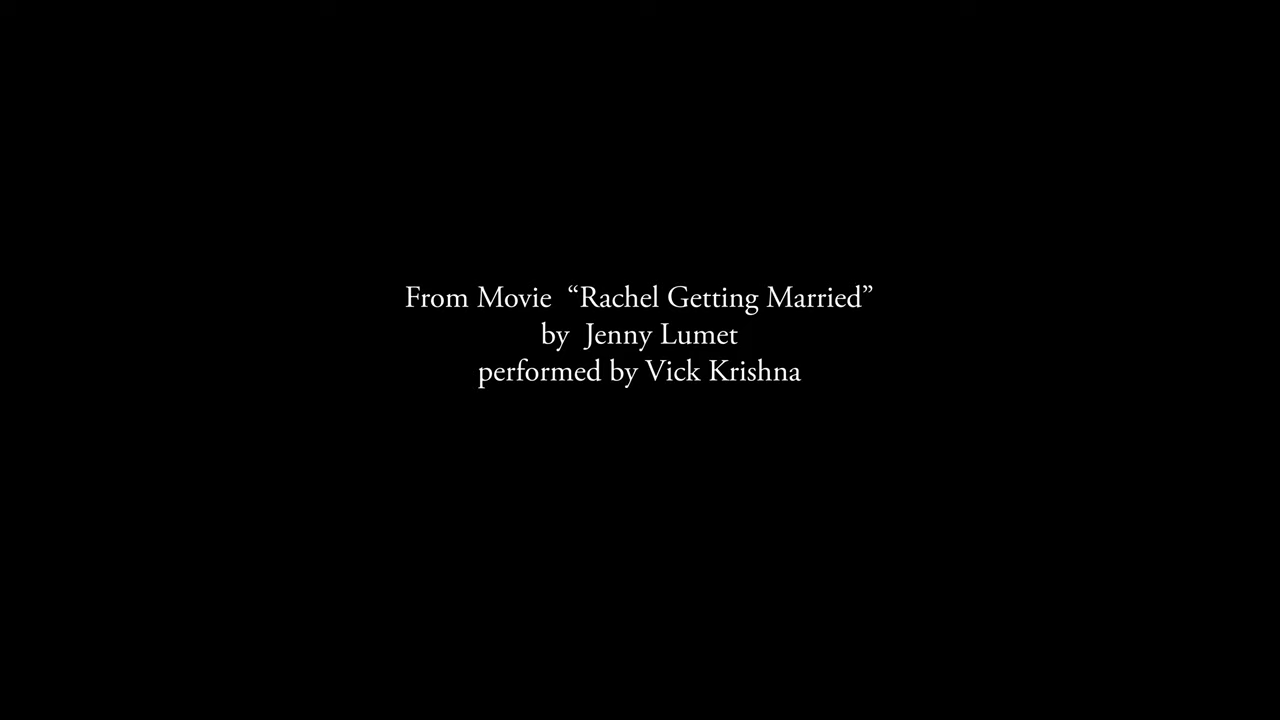 From Movie  “Rachel Getting Married”
by  Jenny Lumet
performed by Vick Krishna